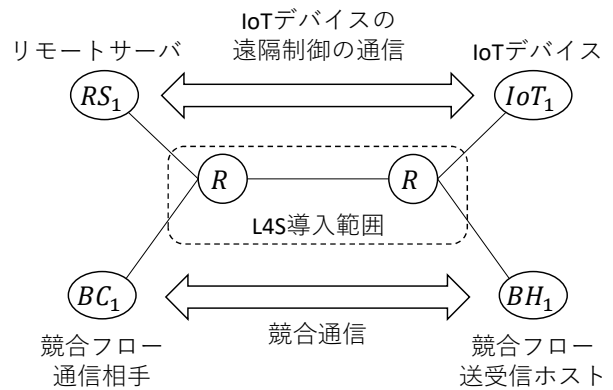 IoTデバイスの
遠隔制御の通信
リモートサーバ
IoTデバイス
RS₁
IoT₁
R
R
L4S導入範囲
BC₁
BH₁
競合通信
競合フロー
通信相手
競合フロー
送受信ホスト